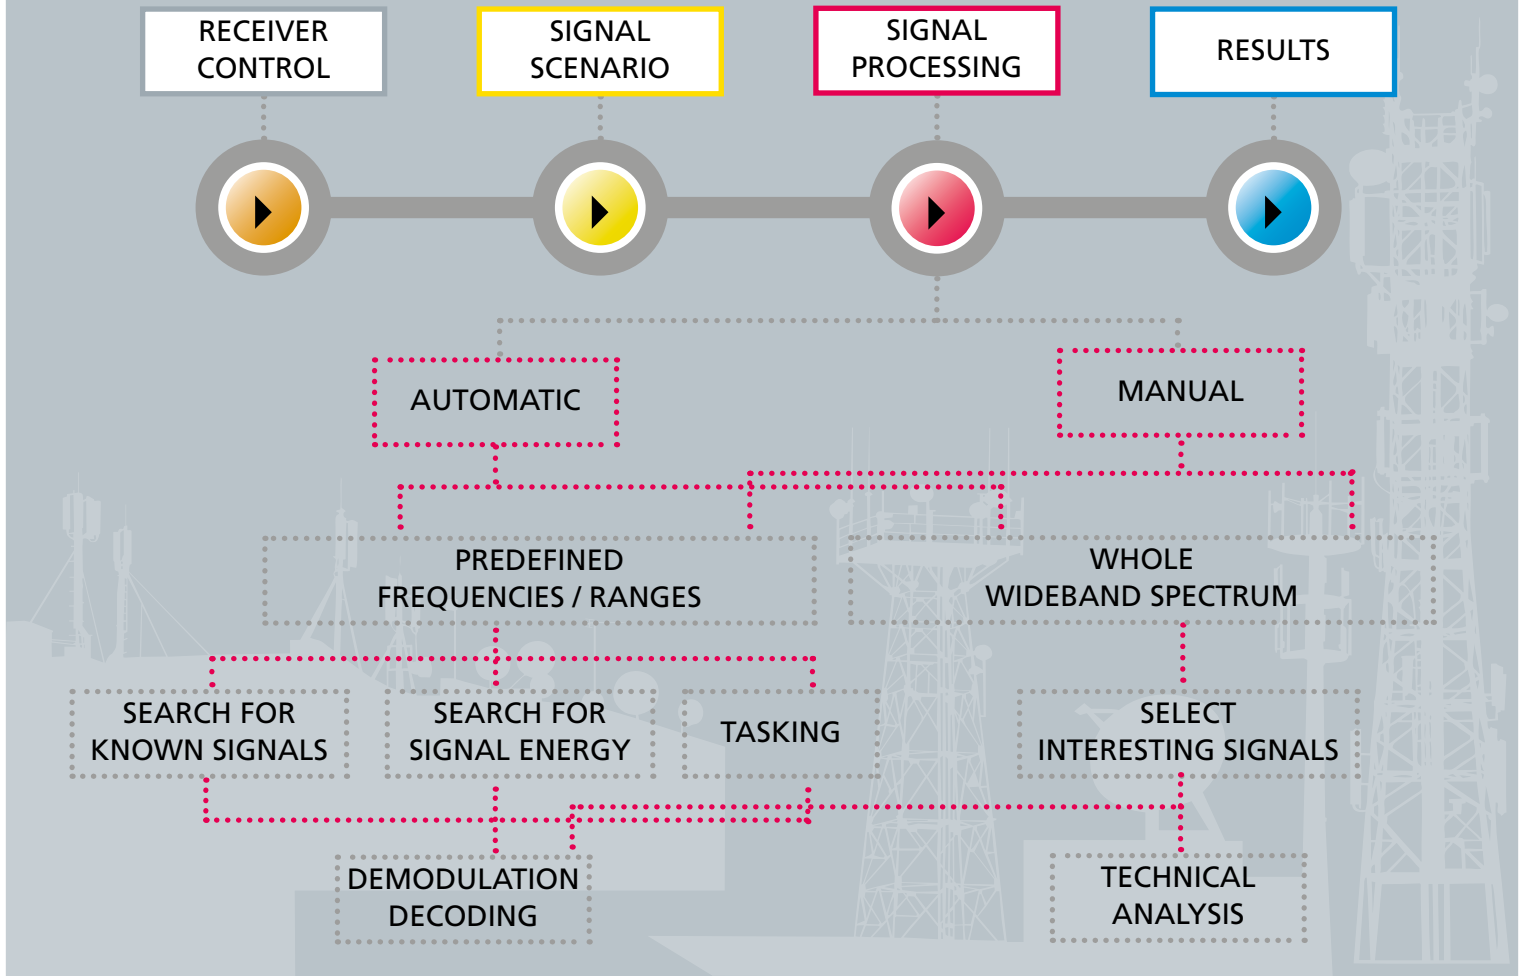 RECEIVER
CONTROL
SIGNAL
SCENARIO
SIGNAL
PROCESSING
RESULTS
AUTOMATIC
MANUAL
PREDEFINED
FREQUENCIES / RANGES
WHOLE
WIDEBAND SPECTRUM
SEARCH FOR
KNOWN SIGNALS
SEARCH FOR
SIGNAL ENERGY
TASKING
SELECT
INTERESTING SIGNALS
DEMODULATION
DECODING
TECHNICAL
ANALYSIS